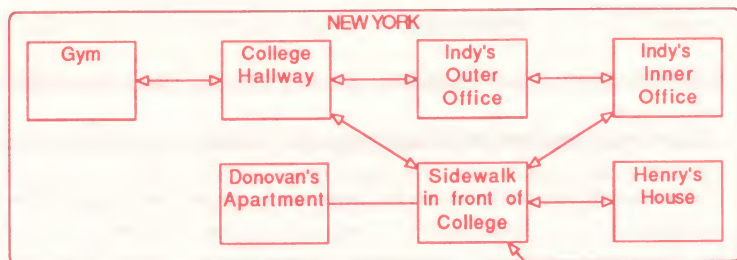 NEW YORK
Gym
College
Hallway
Indy's
Outer
Office
Indy's
Inner
Office
Donovan's
Apartment
Sidewalk
in front of
College
Henry's
House